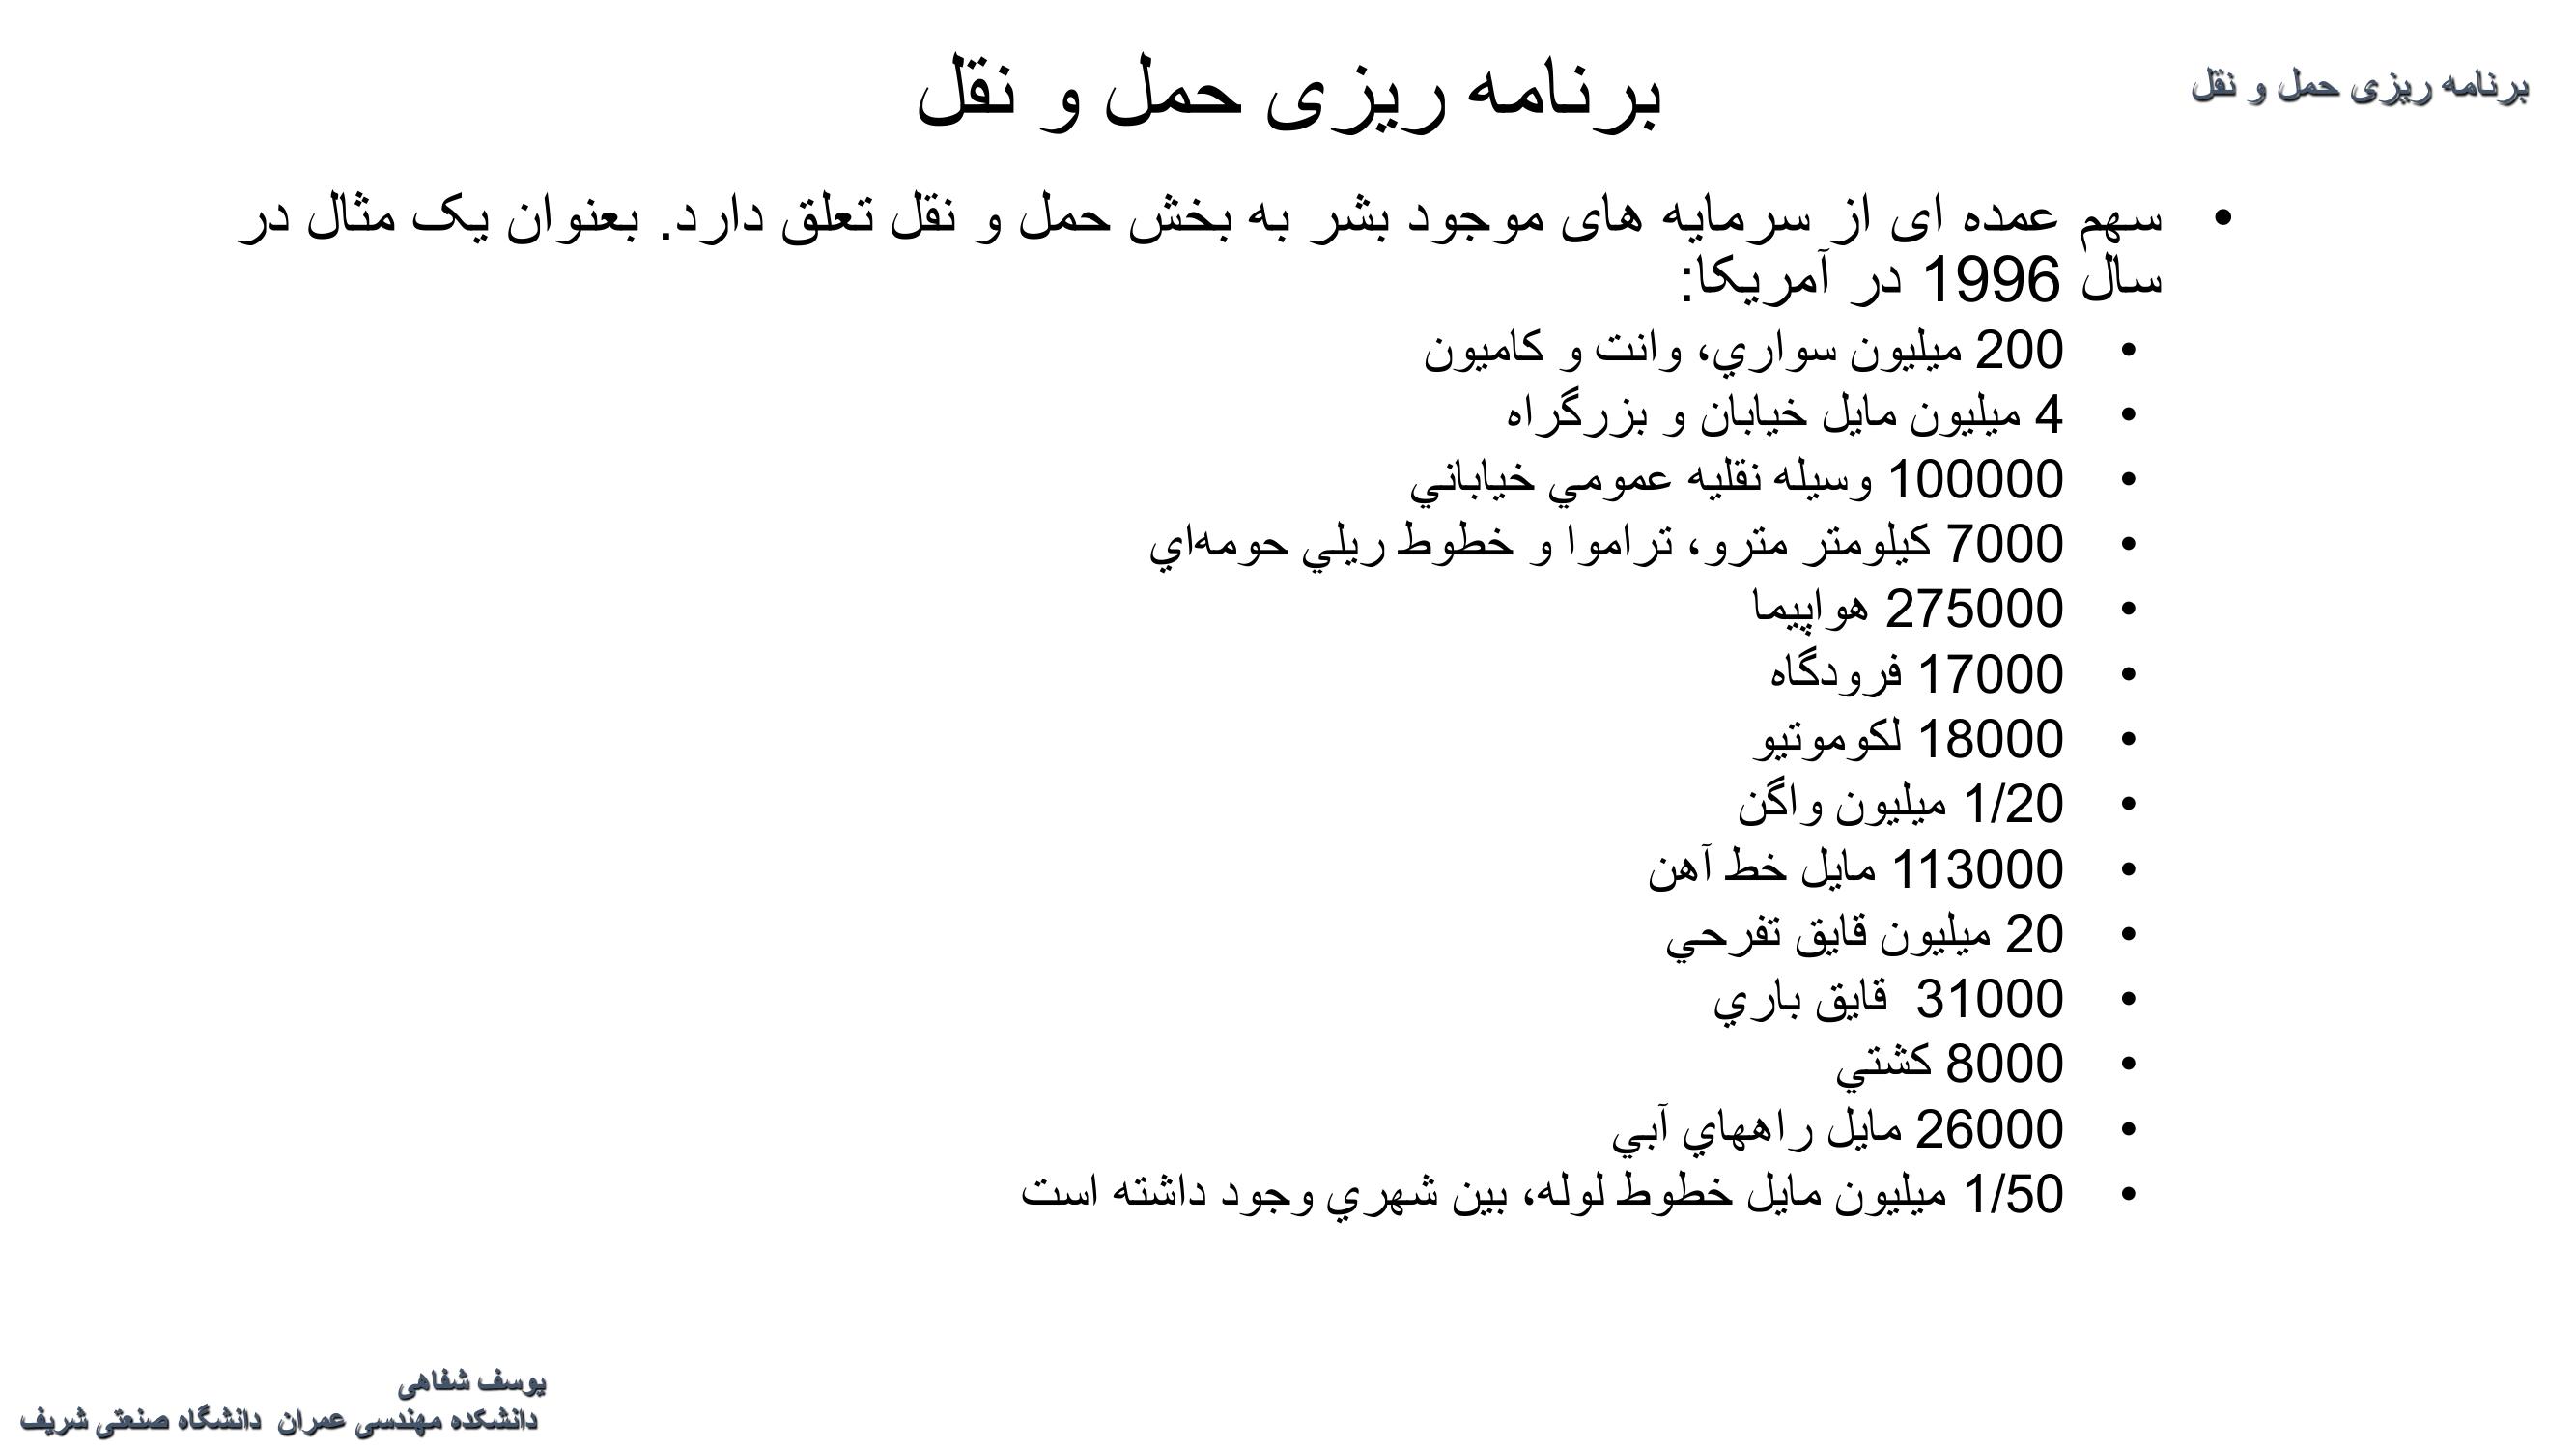 برنامه ریزی حمل و نقل
برنامه ریزی حمل و نقل
• سهم عمده ای از سرمایه های موجود بشر به بخش حمل و نقل تعلق دارد. بعنوان یک مثال در
سال 1996 در آمریکا:
• 200 ميليون سواري، وانت و كاميون
• 4 ميليون مايل خيابان و بزرگراه
• 100000 وسيله نقليه عمومي خياباني
• 7000 كيلومتر مترو، تراموا و خطوط ريلي حومه‌اي
• 275000 هواپيما
• 17000 فرودگاه
• 18000 لكوموتيو
• 1/20 ميليون واگن
• 113000 مايل خط آهن
• 20 ميليون قايق تفرحي
• 31000 قايق باري
• 8000 كشتي
• 26000 مايل راههاي آبي
• 1/50 ميليون مايل خطوط لوله، بين شهري وجود داشته است
یوسف شفاهی
دانشکده مهندسی عمران دانشگاه صنعتی شریف